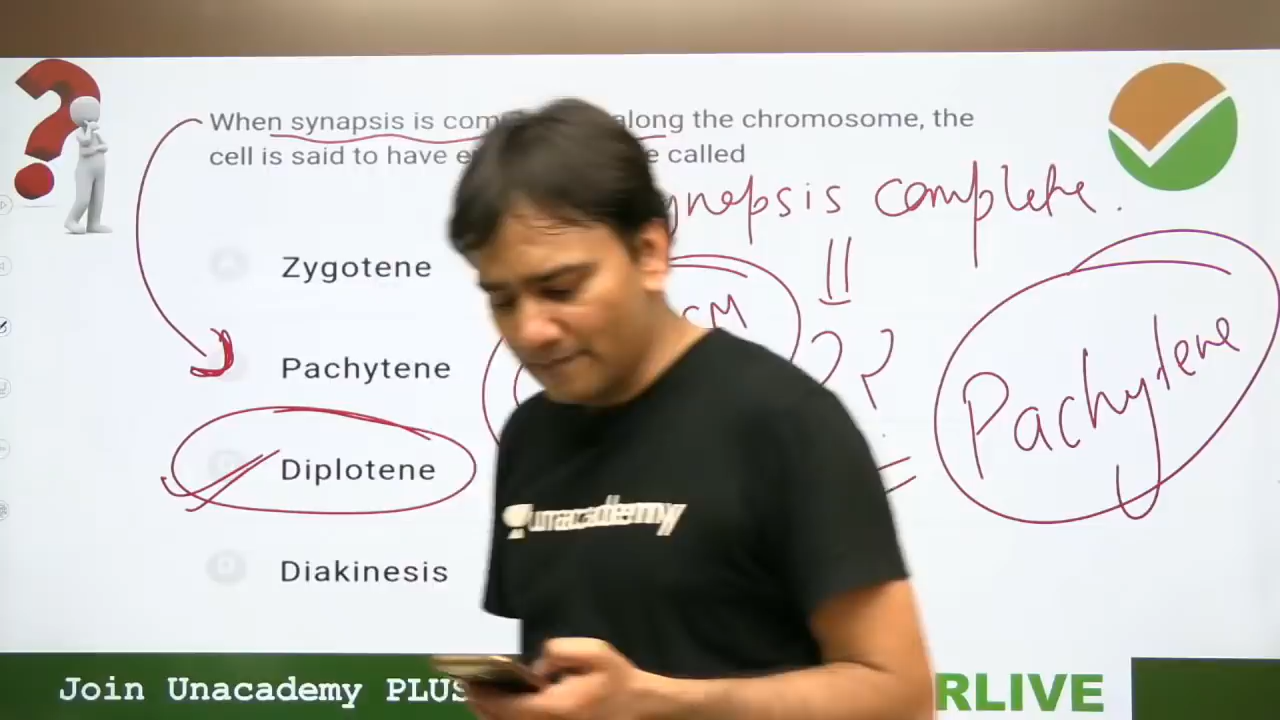 When synapsis is com along the chromosome, the
cell is said to have e e called
ynapsis complete.
Zygotene
Pachytene
Diplotene
Diakinesis
SM
??
= Pachytene
unacademy
Join Unacademy PLUS
RLIVE